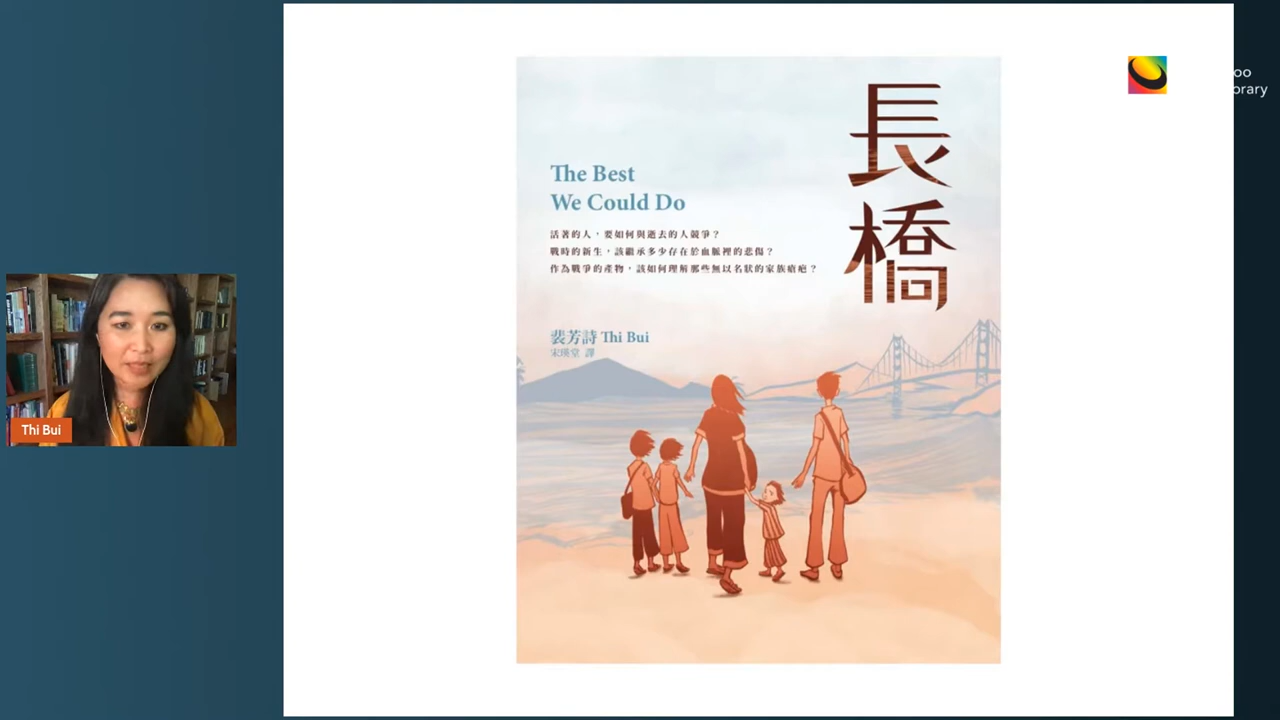 長橋
The Best
We Could Do
活著的人，要如何與逝去的人競爭？
戰時的新生，該繼承多少存在於血脈裡的悲傷？
作為戰爭的產物，該如何理解那些無以名狀的家族瘡疤？
裴芳詩 Thi Bui
宋瑛堂 譯
Thi Bui
oo
orary